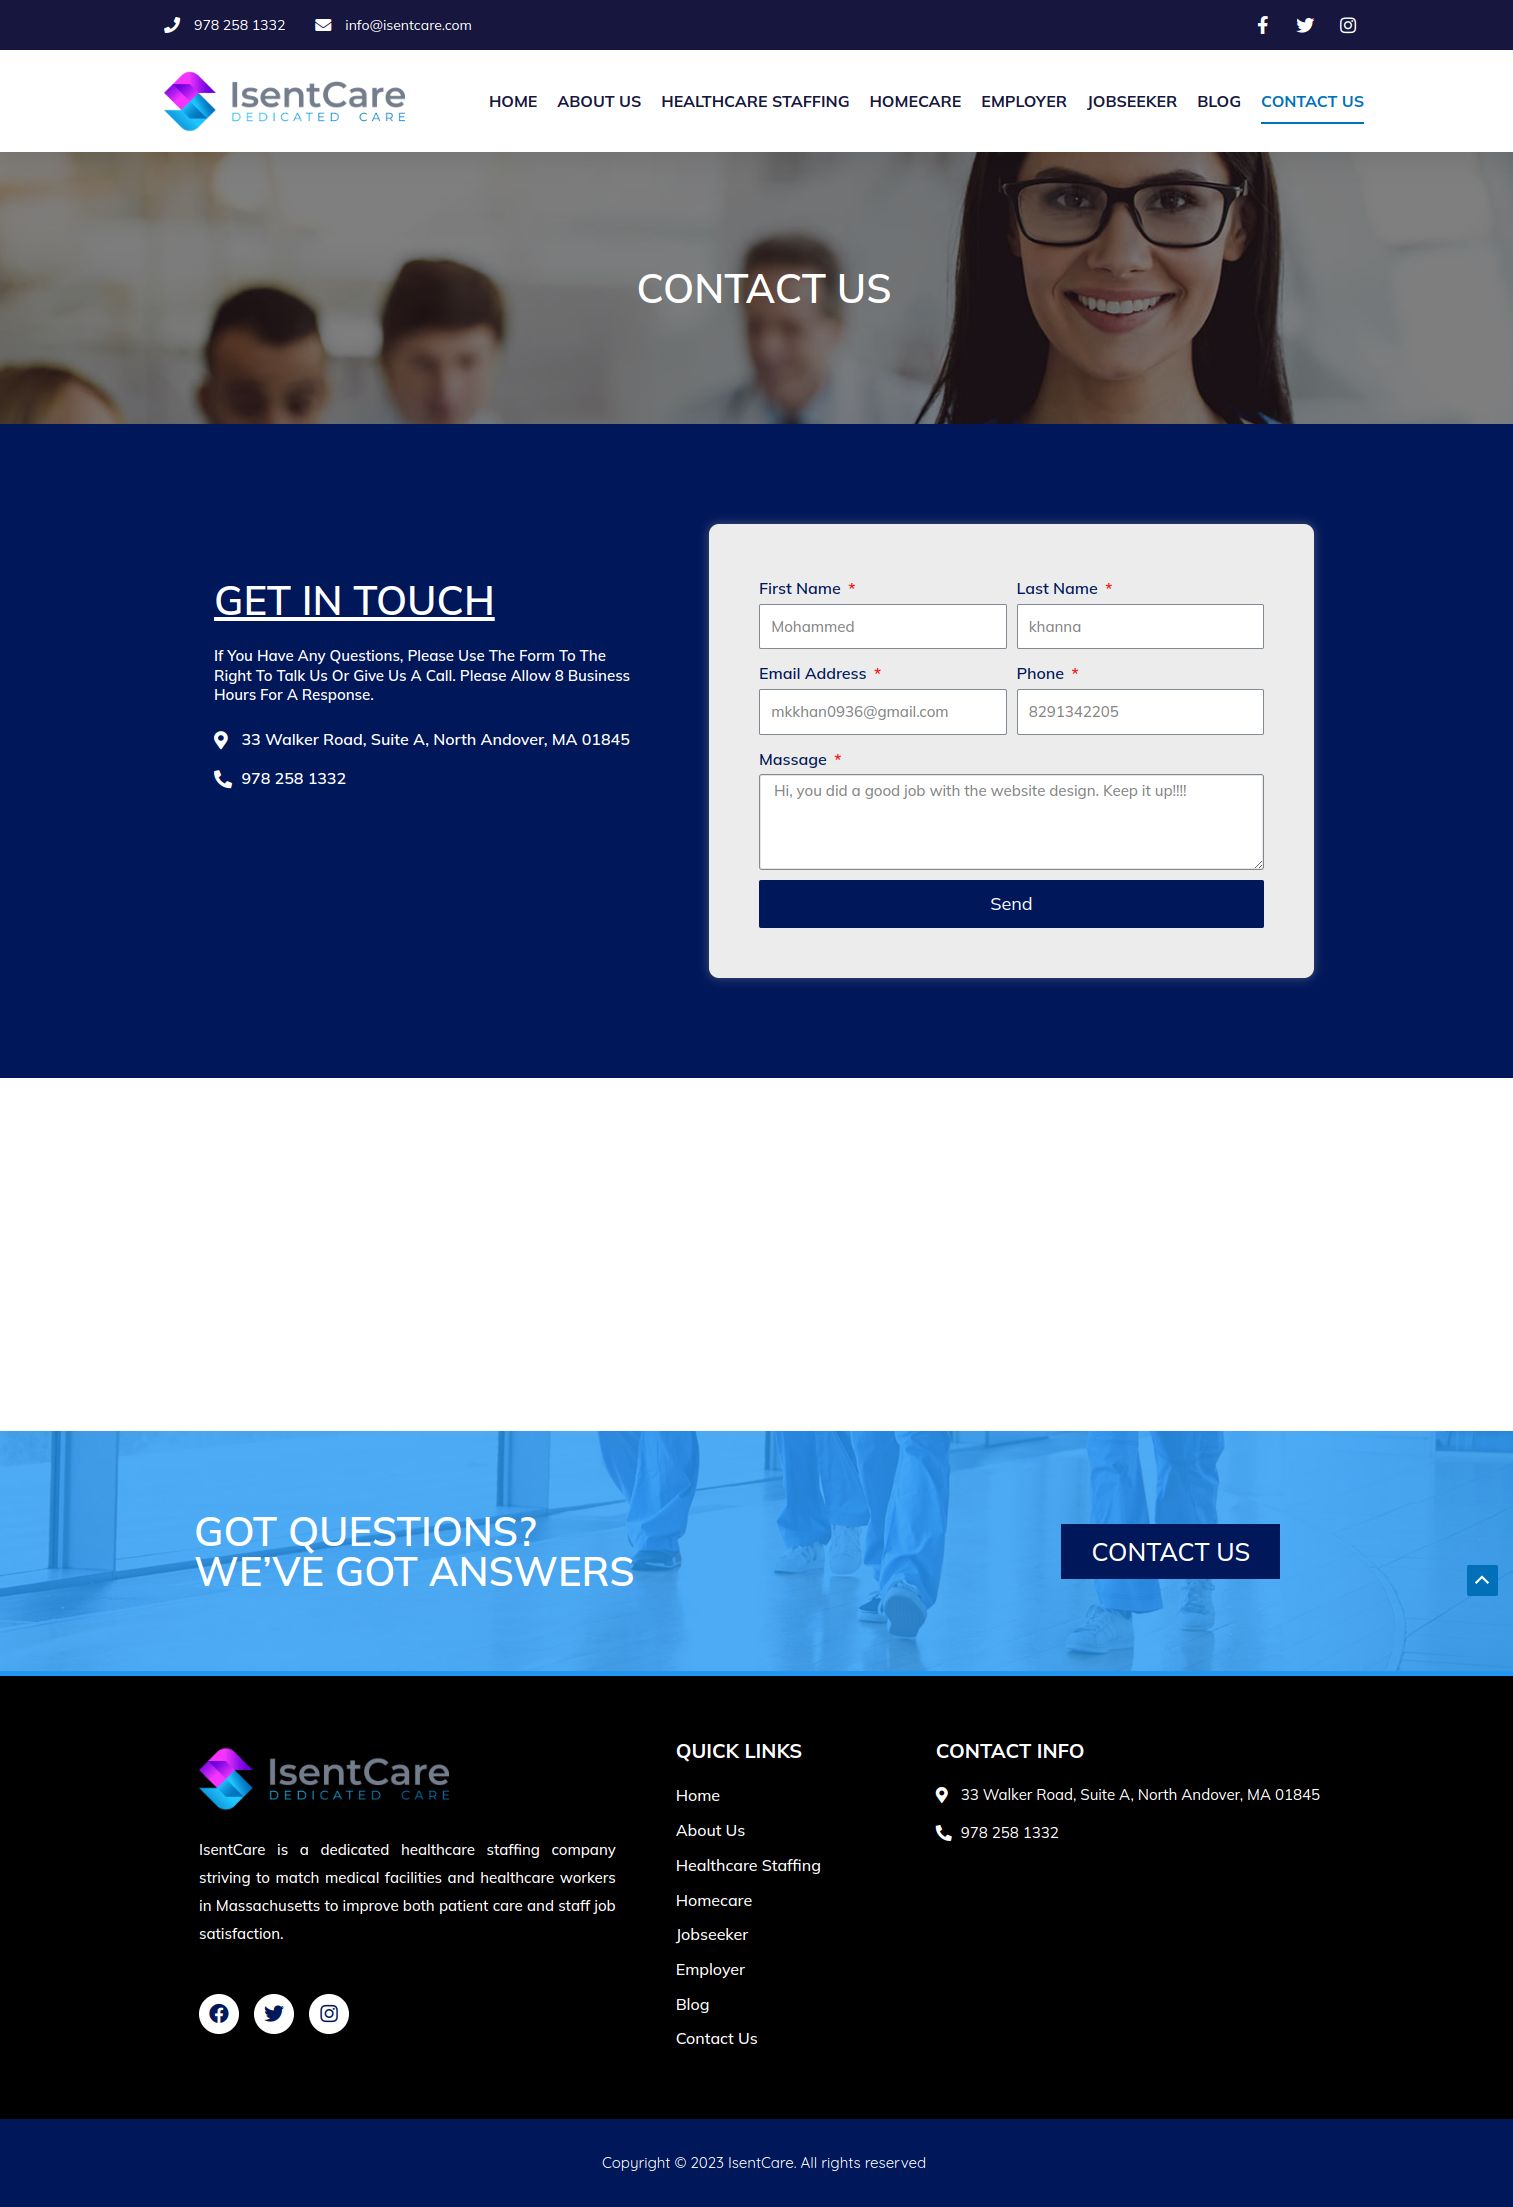 978 258 1332
info@isentcare.com
IsentCare
DEDICATED CARE
HOME ABOUT US HEALTHCARE STAFFING HOMECARE EMPLOYER JOBSEEKER BLOG CONTACT US
CONTACT US
GET IN TOUCH
If You Have Any Questions, Please Use The Form To The
Right To Talk Us Or Give Us A Call. Please Allow 8 Business
Hours For A Response.
33 Walker Road, Suite A, North Andover, MA 01845
978 258 1332
First Name *
Last Name *
Mohammed
khanna
Email Address *
Phone *
mkkhan0936@gmail.com
8291342205
Massage *
Hi, you did a good job with the website design. Keep it up!!!!
Send
GOT QUESTIONS?
WE’VE GOT ANSWERS
CONTACT US
IsentCare
DEDICATED CARE
IsentCare is a dedicated healthcare staffing company
striving to match medical facilities and healthcare workers
in Massachusetts to improve both patient care and staff job
satisfaction.
QUICK LINKS
Home
About Us
Healthcare Staffing
Homecare
Jobseeker
Employer
Blog
Contact Us
CONTACT INFO
33 Walker Road, Suite A, North Andover, MA 01845
978 258 1332
Copyright © 2023 IsentCare. All rights reserved